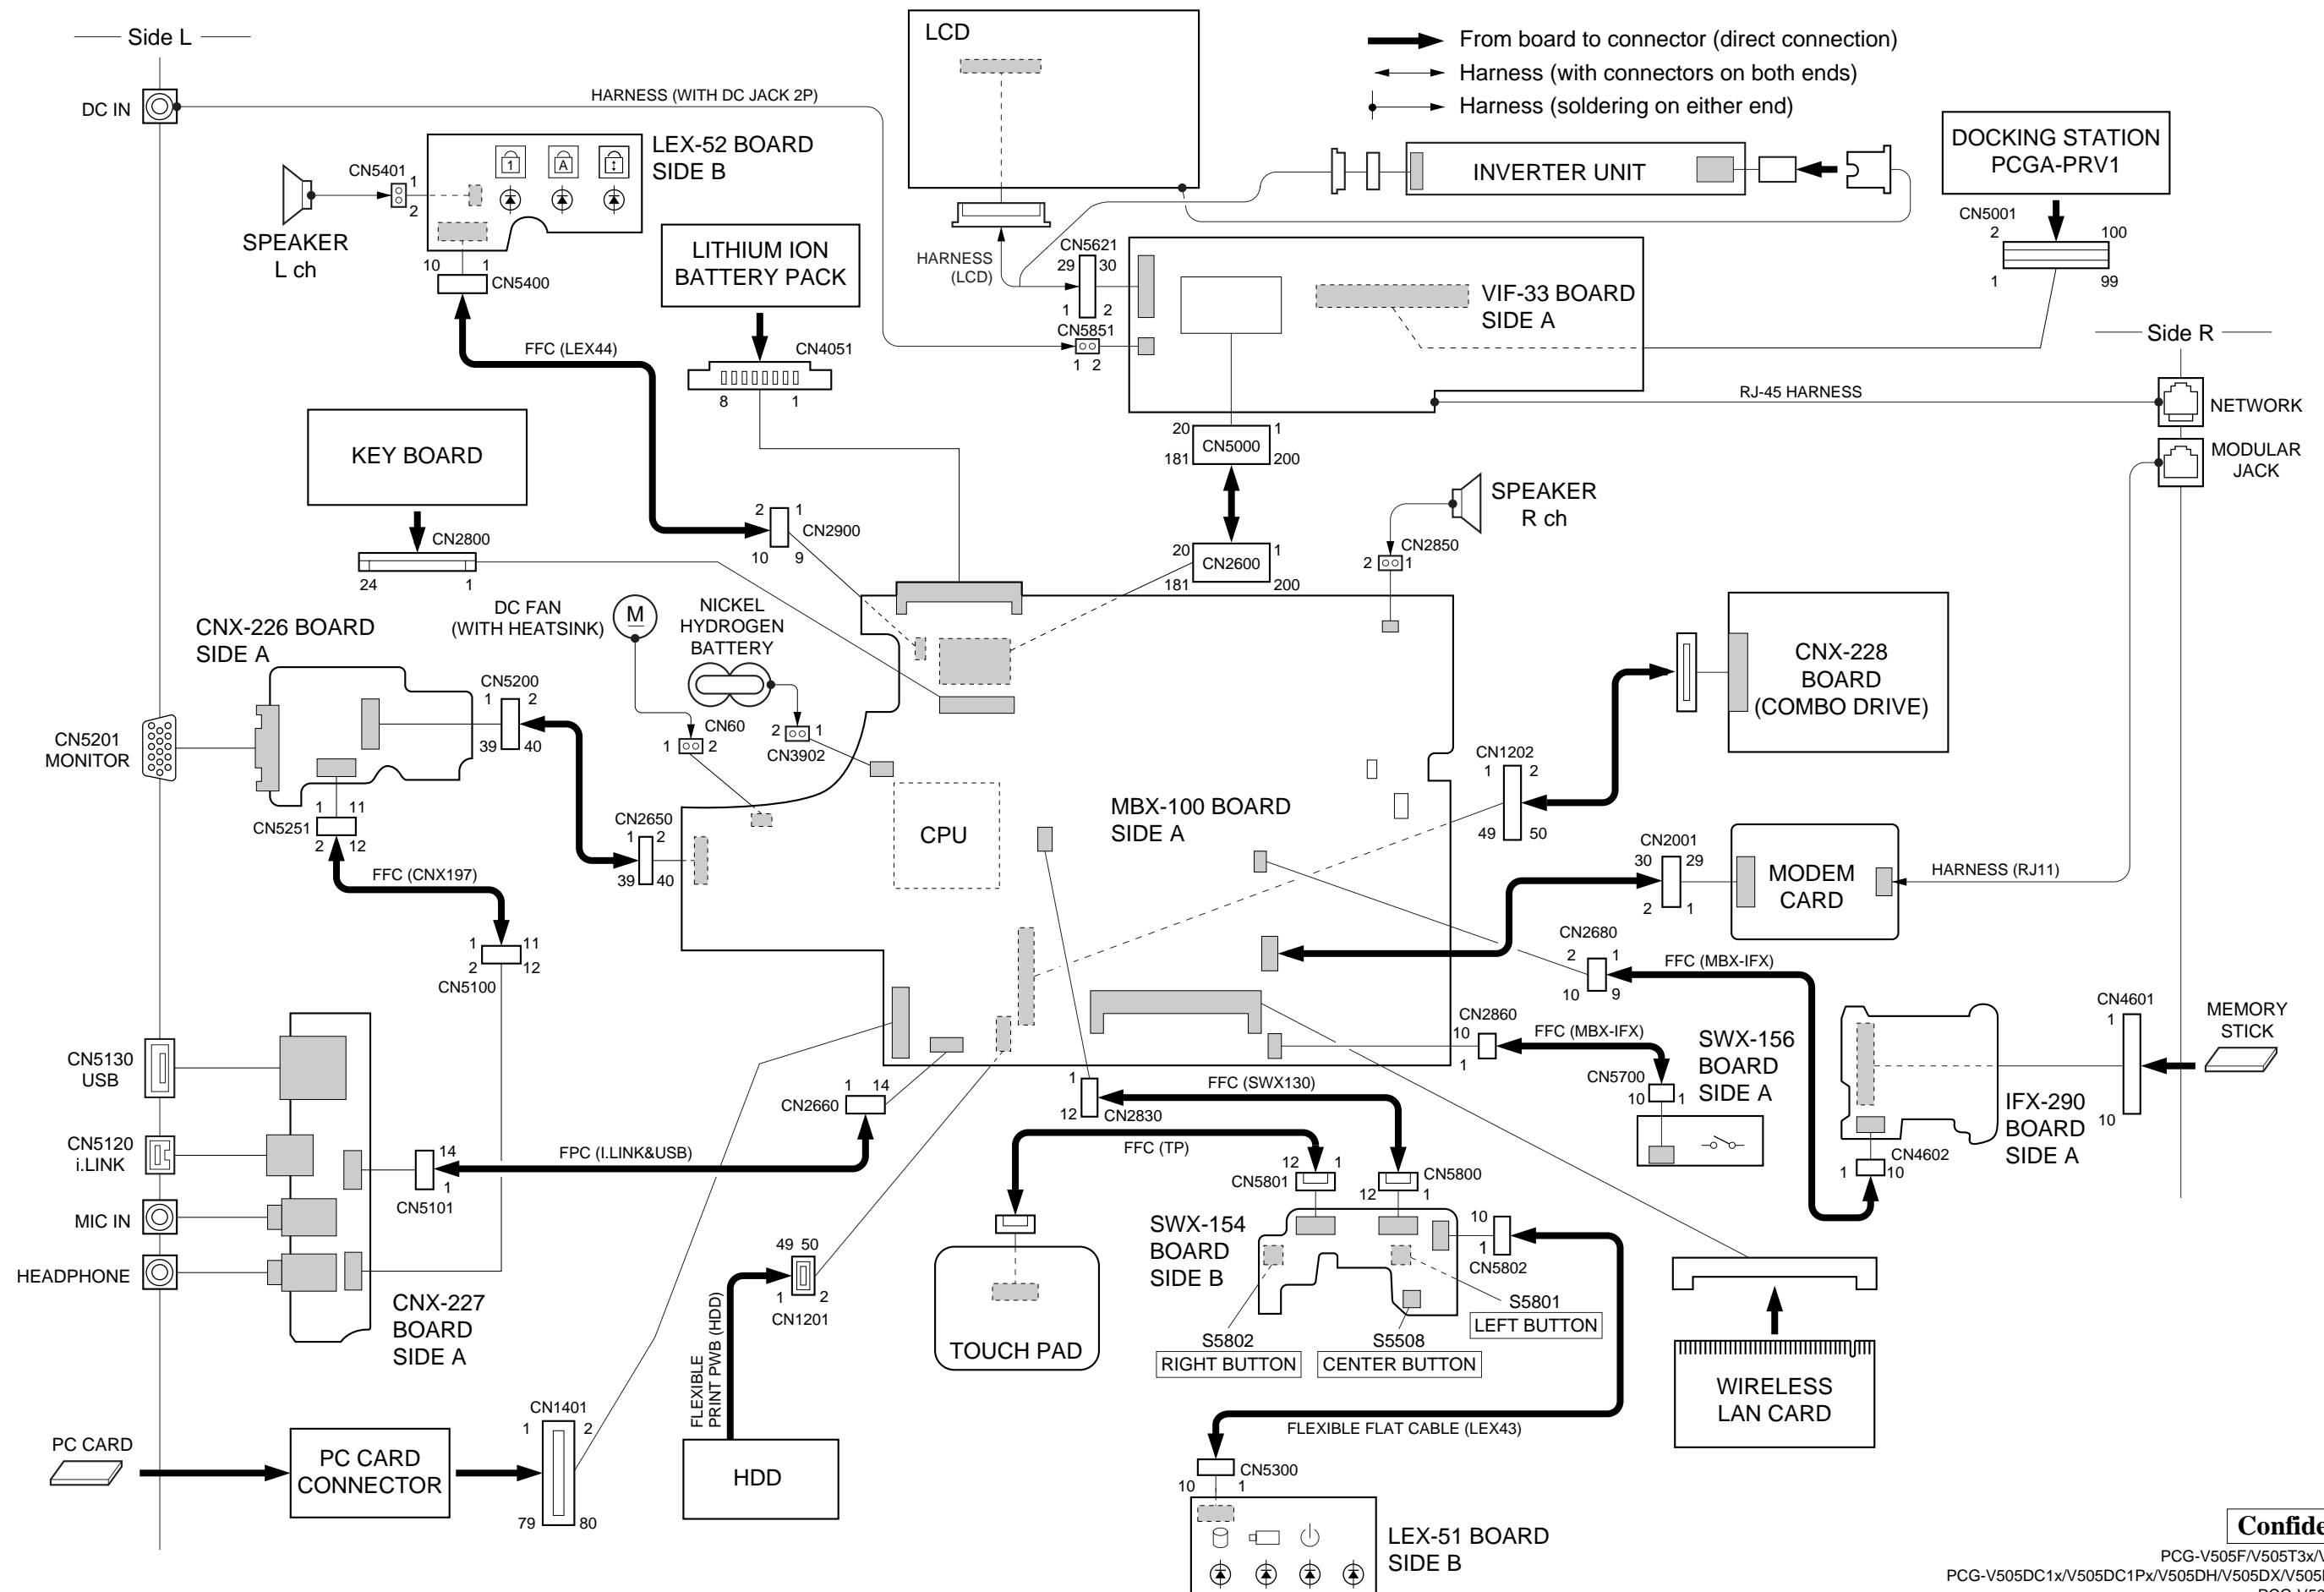 Side L
DC IN
HARNESS (WITH DC JACK 2P)
LCD
From board to connector (direct connection)
Harness (with connectors on both ends)
Harness (soldering on either end)
DOCKING STATION
PCGA-PRV1
INVERTER UNIT
CN5001
2 100
1 99
LEX-52 BOARD
SIDE B
1 A
CN5401
1
2
SPEAKER
L ch
10 1
CN5400
LITHIUM ION
BATTERY PACK
HARNESS
(LCD)
CN5621
29 30
1 2
CN5851
1 2
VIF-33 BOARD
SIDE A
Side R
FFC (LEX44)
CN4051
8 1
RJ-45 HARNESS
NETWORK
MODULAR
JACK
KEY BOARD
20 1
CN5000
181 200
SPEAKER
R ch
2 1
CN2900
10 9
CN2800
24 1
20 1
CN2600
181 200
CN2850
2 1
CNX-226 BOARD
SIDE A
DC FAN
(WITH HEATSINK)
M
NICKEL
HYDROGEN
BATTERY
CNX-228
BOARD
(COMBO DRIVE)
CN5200
1 2
39 40
CN5201
MONITOR
CN60
1 2
2 1
CN3902
CN1202
1 2
49 50
MBX-100 BOARD
SIDE A
CPU
1 11
CN5251
2 12
CN2650
1 2
39 40
CN2001
30 29
2 1
MODEM
CARD
HARNESS (RJ11)
FFC (CNX197)
1 11
2 12
CN5100
CN2680
2 1
10 9
FFC (MBX-IFX)
CN4601
1
10
MEMORY
STICK
CN2860
10
1
FFC (MBX-IFX)
SWX-156
BOARD
SIDE A
CN5700
10 1
IFX-290
BOARD
SIDE A
CN4602
1 10
CN5130
USB
CN5120
i.LINK
MIC IN
HEADPHONE
1 14
CN2660
1
12
CN2830
FFC (SWX130)
FFC (TP)
FPC (I.LINK&USB)
14
1
CN5101
12 1
CN5801
CN5800
12 1
SWX-154
BOARD
SIDE B
10
1
CN5802
CNX-227
BOARD
SIDE A
49 50
1 2
CN1201
TOUCH PAD
S5801
LEFT BUTTON
S5802
RIGHT BUTTON
S5508
CENTER BUTTON
FLEXIBLE
PRINT PWB (HDD)
WIRELESS
LAN CARD
PC CARD
PC CARD
CONNECTOR
CN1401
1 2
79 80
HDD
FLEXIBLE FLAT CABLE (LEX43)
CN5300
10 1
LEX-51 BOARD
SIDE B
Confide
PCG-V505F/V505T3x/V
PCG-V505DC1x/V505DC1Px/V505DH/V505DX/V505